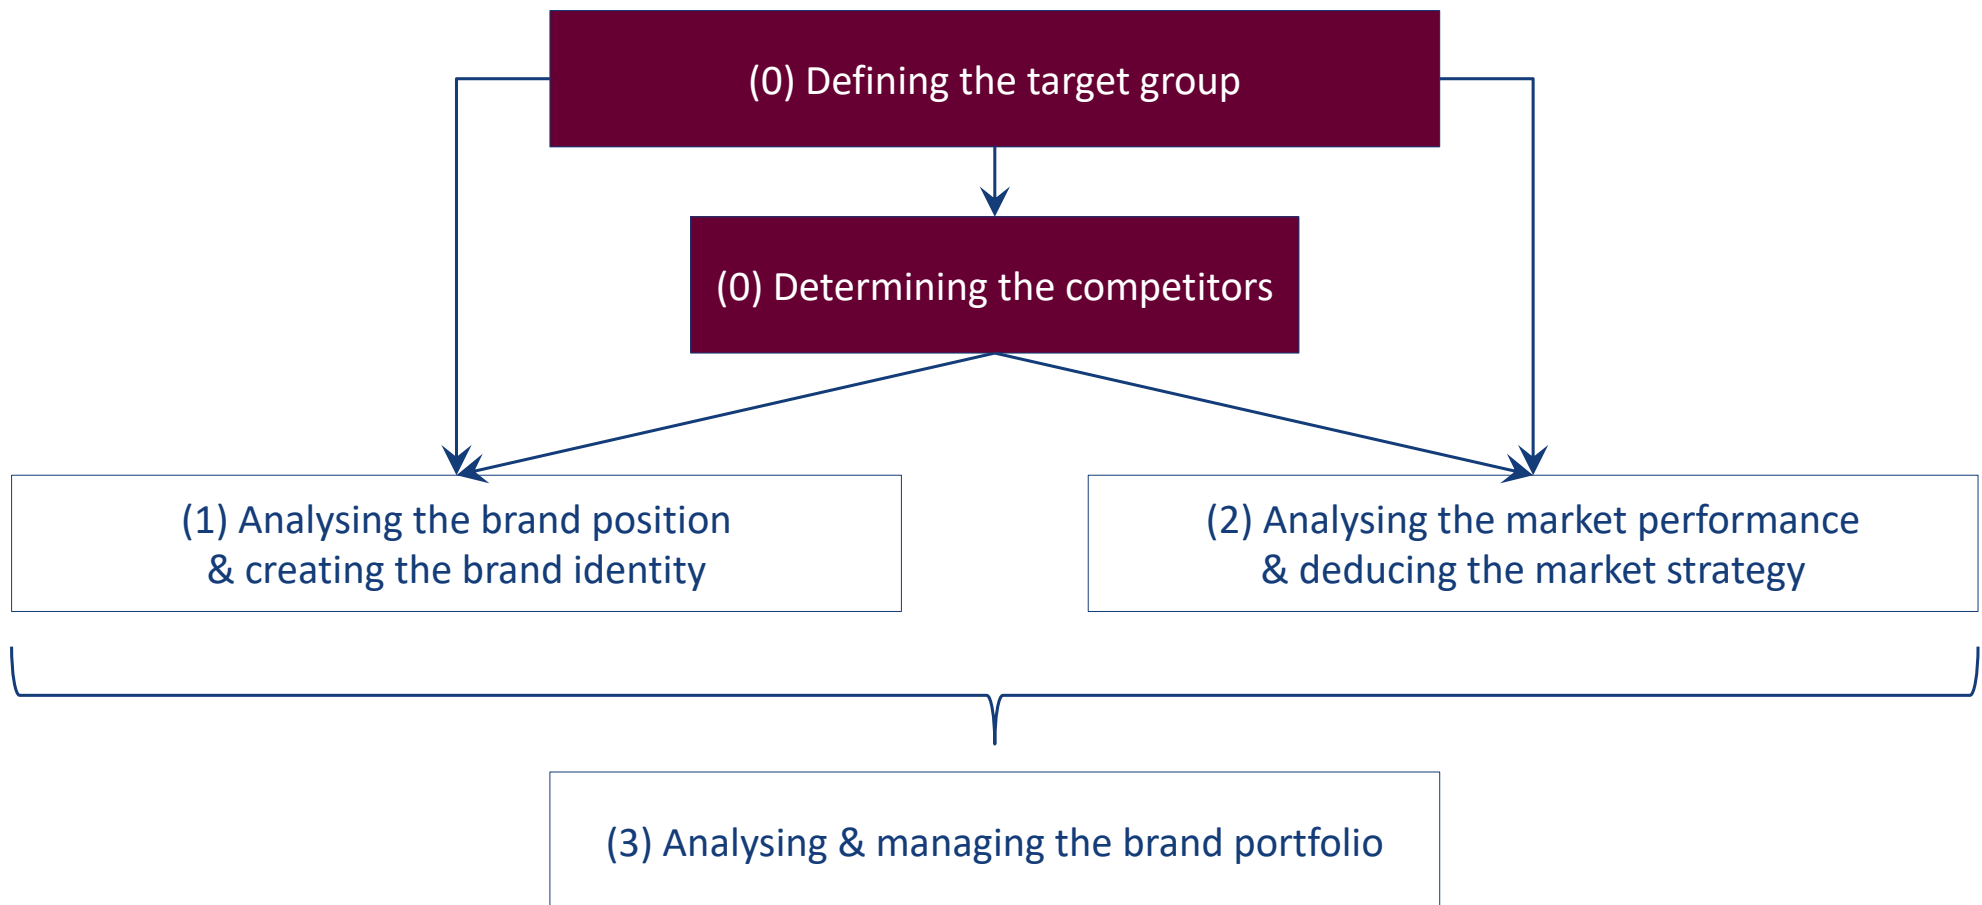 (0) Defining the target group
(0) Determining the competitors
(1) Analysing the brand position
& creating the brand identity
(2) Analysing the market performance
& deducing the market strategy
(3) Analysing & managing the brand portfolio